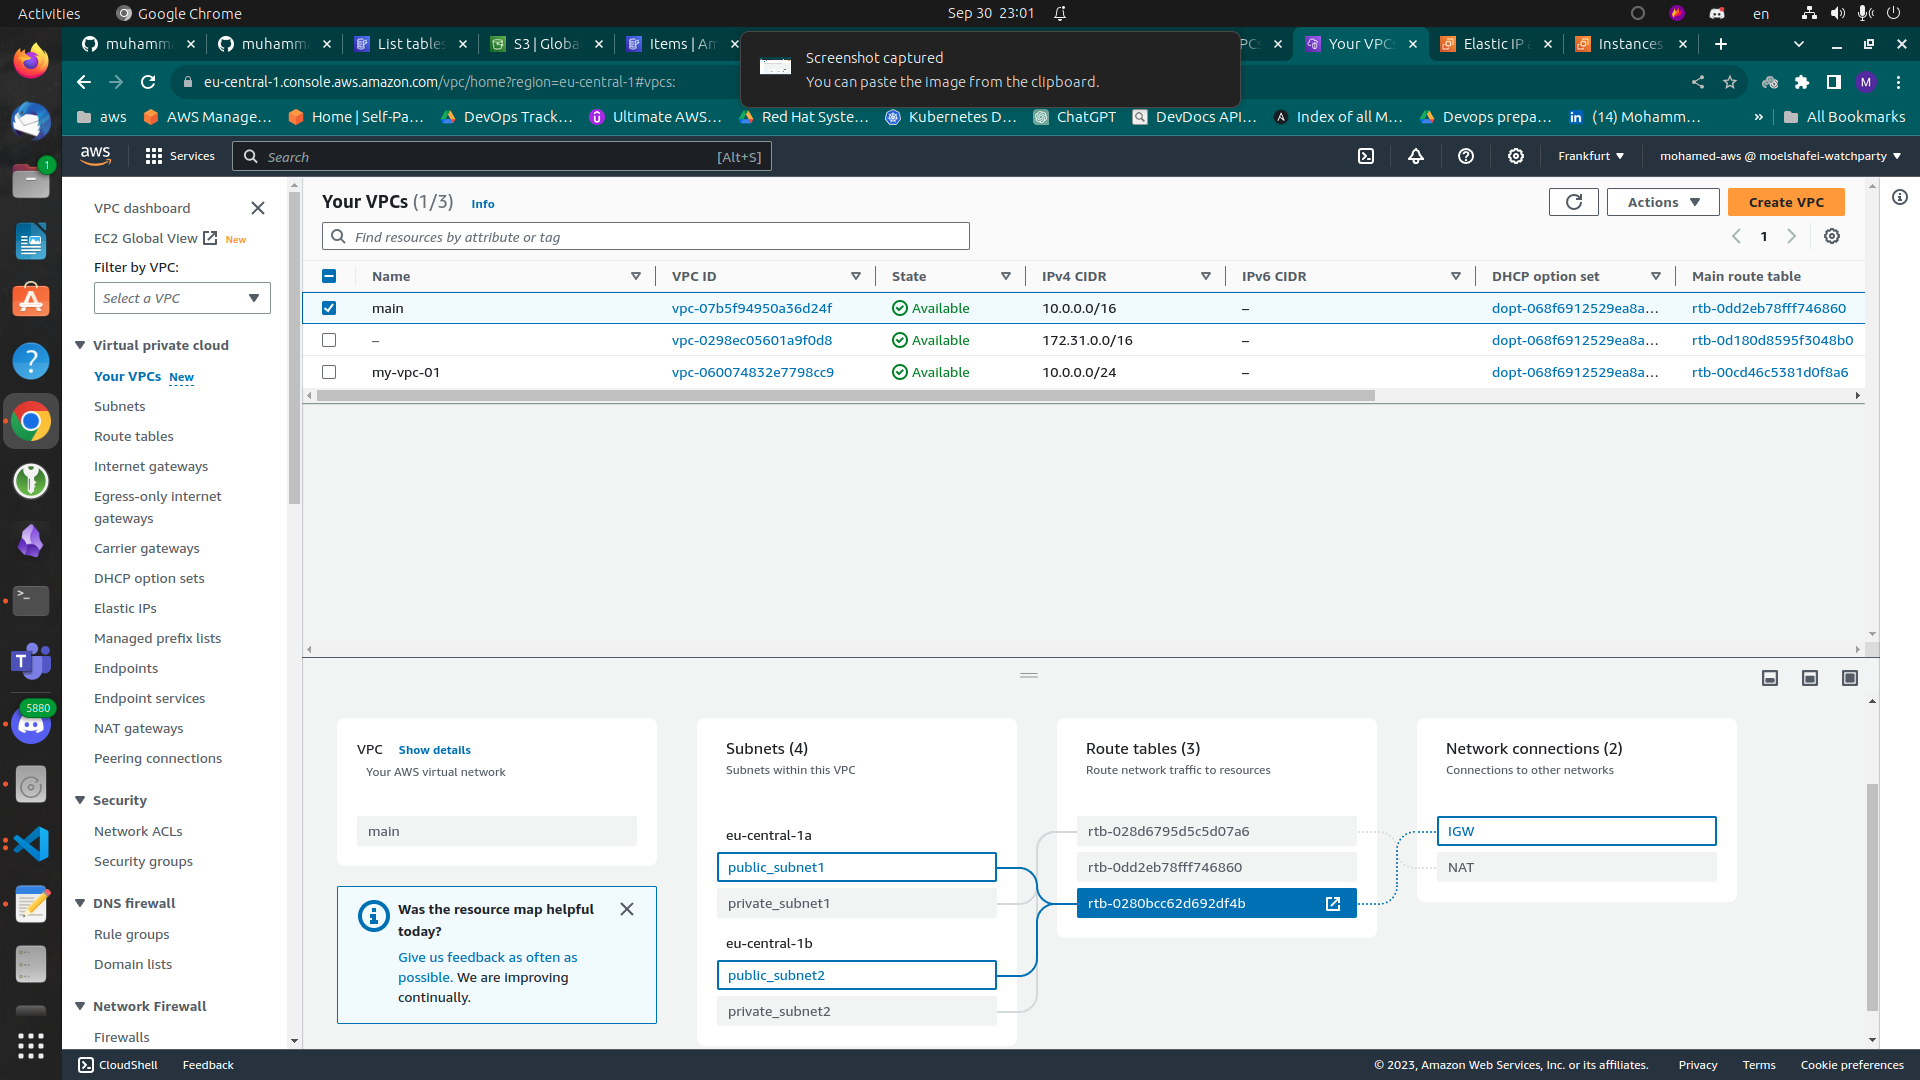 Activities
Google Chrome
Sep 30 23:01
en
muhamm
muhamm
List tables
S3 | Globa
Items | Am
Your VPC
Elastic IP
Instances
Screenshot captured
You can paste the image from the clipboard.
eu-central-1.console.aws.amazon.com/vpc/home?region=eu-central-1#vpcs:
M
aws
AWS Manage...
Home | Self-Pa...
DevOps Track...
Ultimate AWS...
Red Hat Syste...
Kubernetes D...
ChatGPT
DevDocs API...
Index of all M...
Devops prepa...
(14) Mohamm...
»
All Bookmarks
aws
Services
Search
[Alt+S]
Frankfurt
mohamed-aws @ moelshafei-watchparty
VPC dashboard
EC2 Global View
New
Filter by VPC:
Select a VPC
Virtual private cloud
Your VPCs New
Subnets
Route tables
Internet gateways
Egress-only internet
gateways
Carrier gateways
DHCP option sets
Elastic IPs
Managed prefix lists
Endpoints
Endpoint services
NAT gateways
Peering connections
Security
Network ACLs
Security groups
DNS firewall
Rule groups
Domain lists
Network Firewall
Firewalls
Your VPCs (1/3) Info
Actions
Create VPC
Find resources by attribute or tag
1
Name VPC ID State IPv4 CIDR IPv6 CIDR DHCP option set Main route table
main vpc-07b5f94950a36d24f Available 10.0.0.0/16 – dopt-068f6912529ea8a... rtb-0dd2eb78fff746860
– vpc-0298ec05601a9f0d8 Available 172.31.0.0/16 – dopt-068f6912529ea8a... rtb-0d180d8595f3048b0
my-vpc-01 vpc-060074832e7798cc9 Available 10.0.0.0/24 – dopt-068f6912529ea8a... rtb-00cd46c5381d0f8a6
VPC Show details
Your AWS virtual network
main
Was the resource map helpful
today?
Give us feedback as often as
possible. We are improving
continually.
Subnets (4)
Subnets within this VPC
eu-central-1a
public_subnet1
private_subnet1
eu-central-1b
public_subnet2
private_subnet2
Route tables (3)
Route network traffic to resources
rtb-028d6795d5c5d07a6
rtb-0dd2eb78fff746860
rtb-0280bcc62d692df4b
Network connections (2)
Connections to other networks
IGW
NAT
1
5880
CloudShell
Feedback
© 2023, Amazon Web Services, Inc. or its affiliates.
Privacy
Terms
Cookie preferences